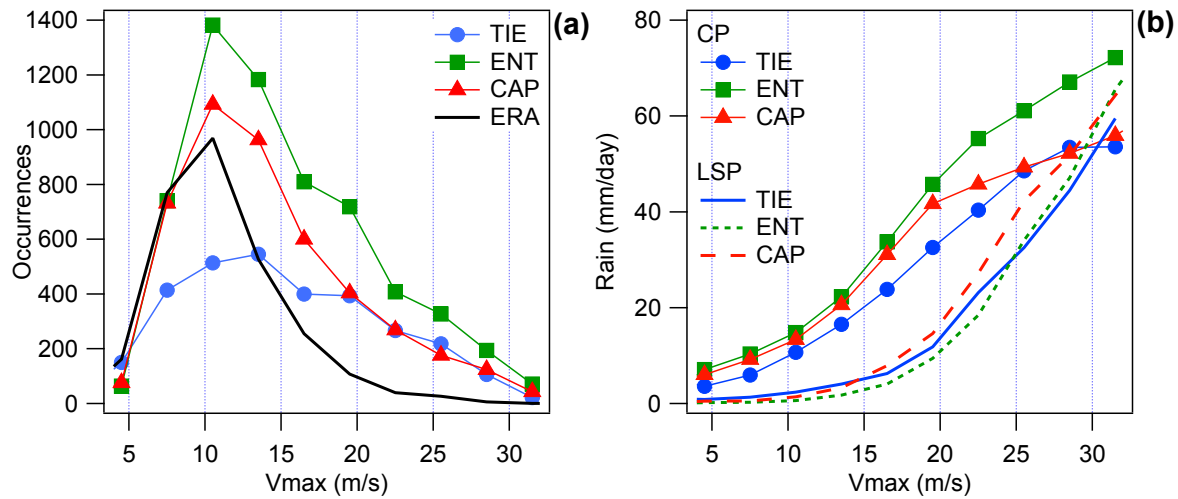 (a)
1400
1200
1000
800
600
400
200
0
Occurrences
TIE
ENT
CAP
ERA
5
10
15
20
25
30
Vmax (m/s)
(b)
80
60
40
20
0
Rain (mm/day)
CP
TIE
ENT
CAP
LSP
TIE
ENT
CAP
5
10
15
20
25
30
Vmax (m/s)